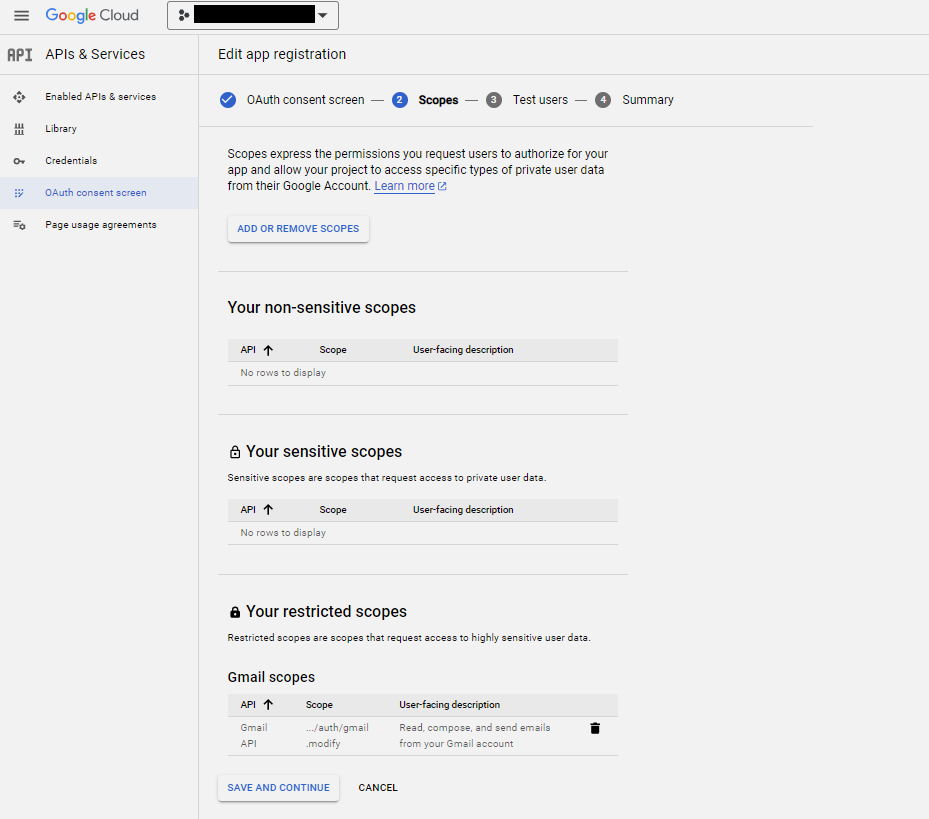 Google Cloud
API APIs & Services
Edit app registration
Enabled APIs & services
Library
Credentials
OAuth consent screen
Page usage agreements
OAuth consent screen — 2 Scopes — 3 Test users — 4 Summary
Scopes express the permissions you request users to authorize for your
app and allow your project to access specific types of private user data
from their Google Account. Learn more
ADD OR REMOVE SCOPES
Your non-sensitive scopes
API Scope User-facing description
No rows to display
Your sensitive scopes
Sensitive scopes are scopes that request access to private user data.
API Scope User-facing description
No rows to display
Your restricted scopes
Restricted scopes are scopes that request access to highly sensitive user data.
Gmail scopes
API Scope User-facing description
Gmail .../auth/gmail Read, compose, and send emails
API .modify from your Gmail account
SAVE AND CONTINUE CANCEL